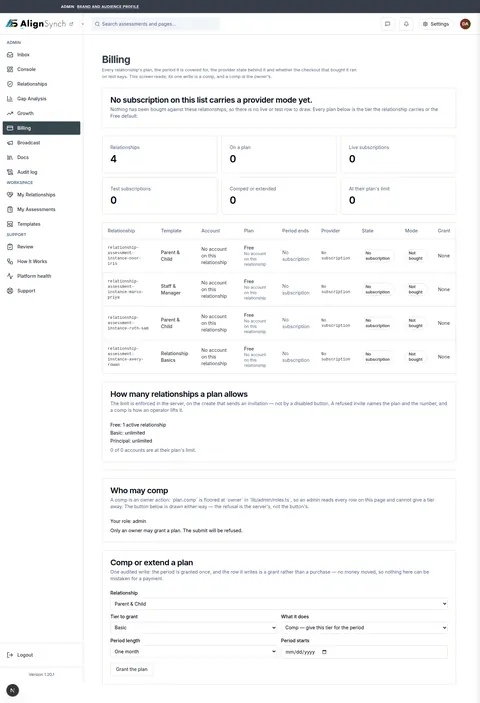 ADMIN BRAND AND AUDIENCE PROFILE
AlignSynch
Search assessments and pages...
Settings
DA
ADMIN
Inbox
Console
Relationships
Gap Analysis
Growth
Billing
Broadcast
Docs
Audit log
WORKSPACE
My Relationships
My Assessments
Templates
SUPPORT
Review
How It Works
Platform health
Support
Logout
Version 1.20.1
N
Billing
Every relationship's plan, the period it is covered for, the provider state behind it and whether the checkout that bought it ran
on test keys. This screen reads; its one write is a comp, and a comp is the owner's.
No subscription on this list carries a provider mode yet.
Nothing has been bought against these relationships, so there is no live or test row to draw. Every plan below is the tier the relationship carries or the
Free default.
Relationships
4
On a plan
0
Live subscriptions
0
Test subscriptions
0
Comped or extended
0
At their plan's limit
0
Relationship Template Account Plan Period ends Provider State Mode Grant
relationship-
assessment-
instance-noor-
iris
Parent &
Child
No account
on this
relationship
Free
No account
on this
relationship
No
subscription
No
subscription
No
subscription
Not
bought
None
relationship-
assessment-
instance-marco-
priya
Staff &
Manager
No account
on this
relationship
Free
No account
on this
relationship
No
subscription
No
subscription
No
subscription
Not
bought
None
relationship-
assessment-
instance-ruth-sam
Parent &
Child
No account
on this
relationship
Free
No account
on this
relationship
No
subscription
No
subscription
No
subscription
Not
bought
None
relationship-
assessment-
instance-avery-
rowan
Relationship
Basics
No account
on this
relationship
Free
No account
on this
relationship
No
subscription
No
subscription
No
subscription
Not
bought
None
How many relationships a plan allows
The limit is enforced in the server, on the create that sends an invitation — not by a disabled button. A refused invite names the plan and the number, and
a comp is how an operator lifts it.
Free: 1 active relationship
Basic: unlimited
Principal: unlimited
0 of 0 accounts are at their plan's limit.
Who may comp
A comp is an owner action: `plan.comp` is floored at `owner` in `lib/admin/roles.ts`, so an admin reads every row on this page and cannot give a tier
away. The button below is drawn either way — the refusal is the server's, not the button's.
Your role: admin
Only an owner may grant a plan. The submit will be refused.
Comp or extend a plan
One audited write: the period is granted once, and the row it writes is a grant rather than a purchase — no money moved, so nothing here can be
mistaken for a payment.
Relationship
Parent & Child
Tier to grant
Basic
What it does
Comp — give this tier for the period
Period length
One month
Period starts
mm/dd/yyyy
Grant the plan